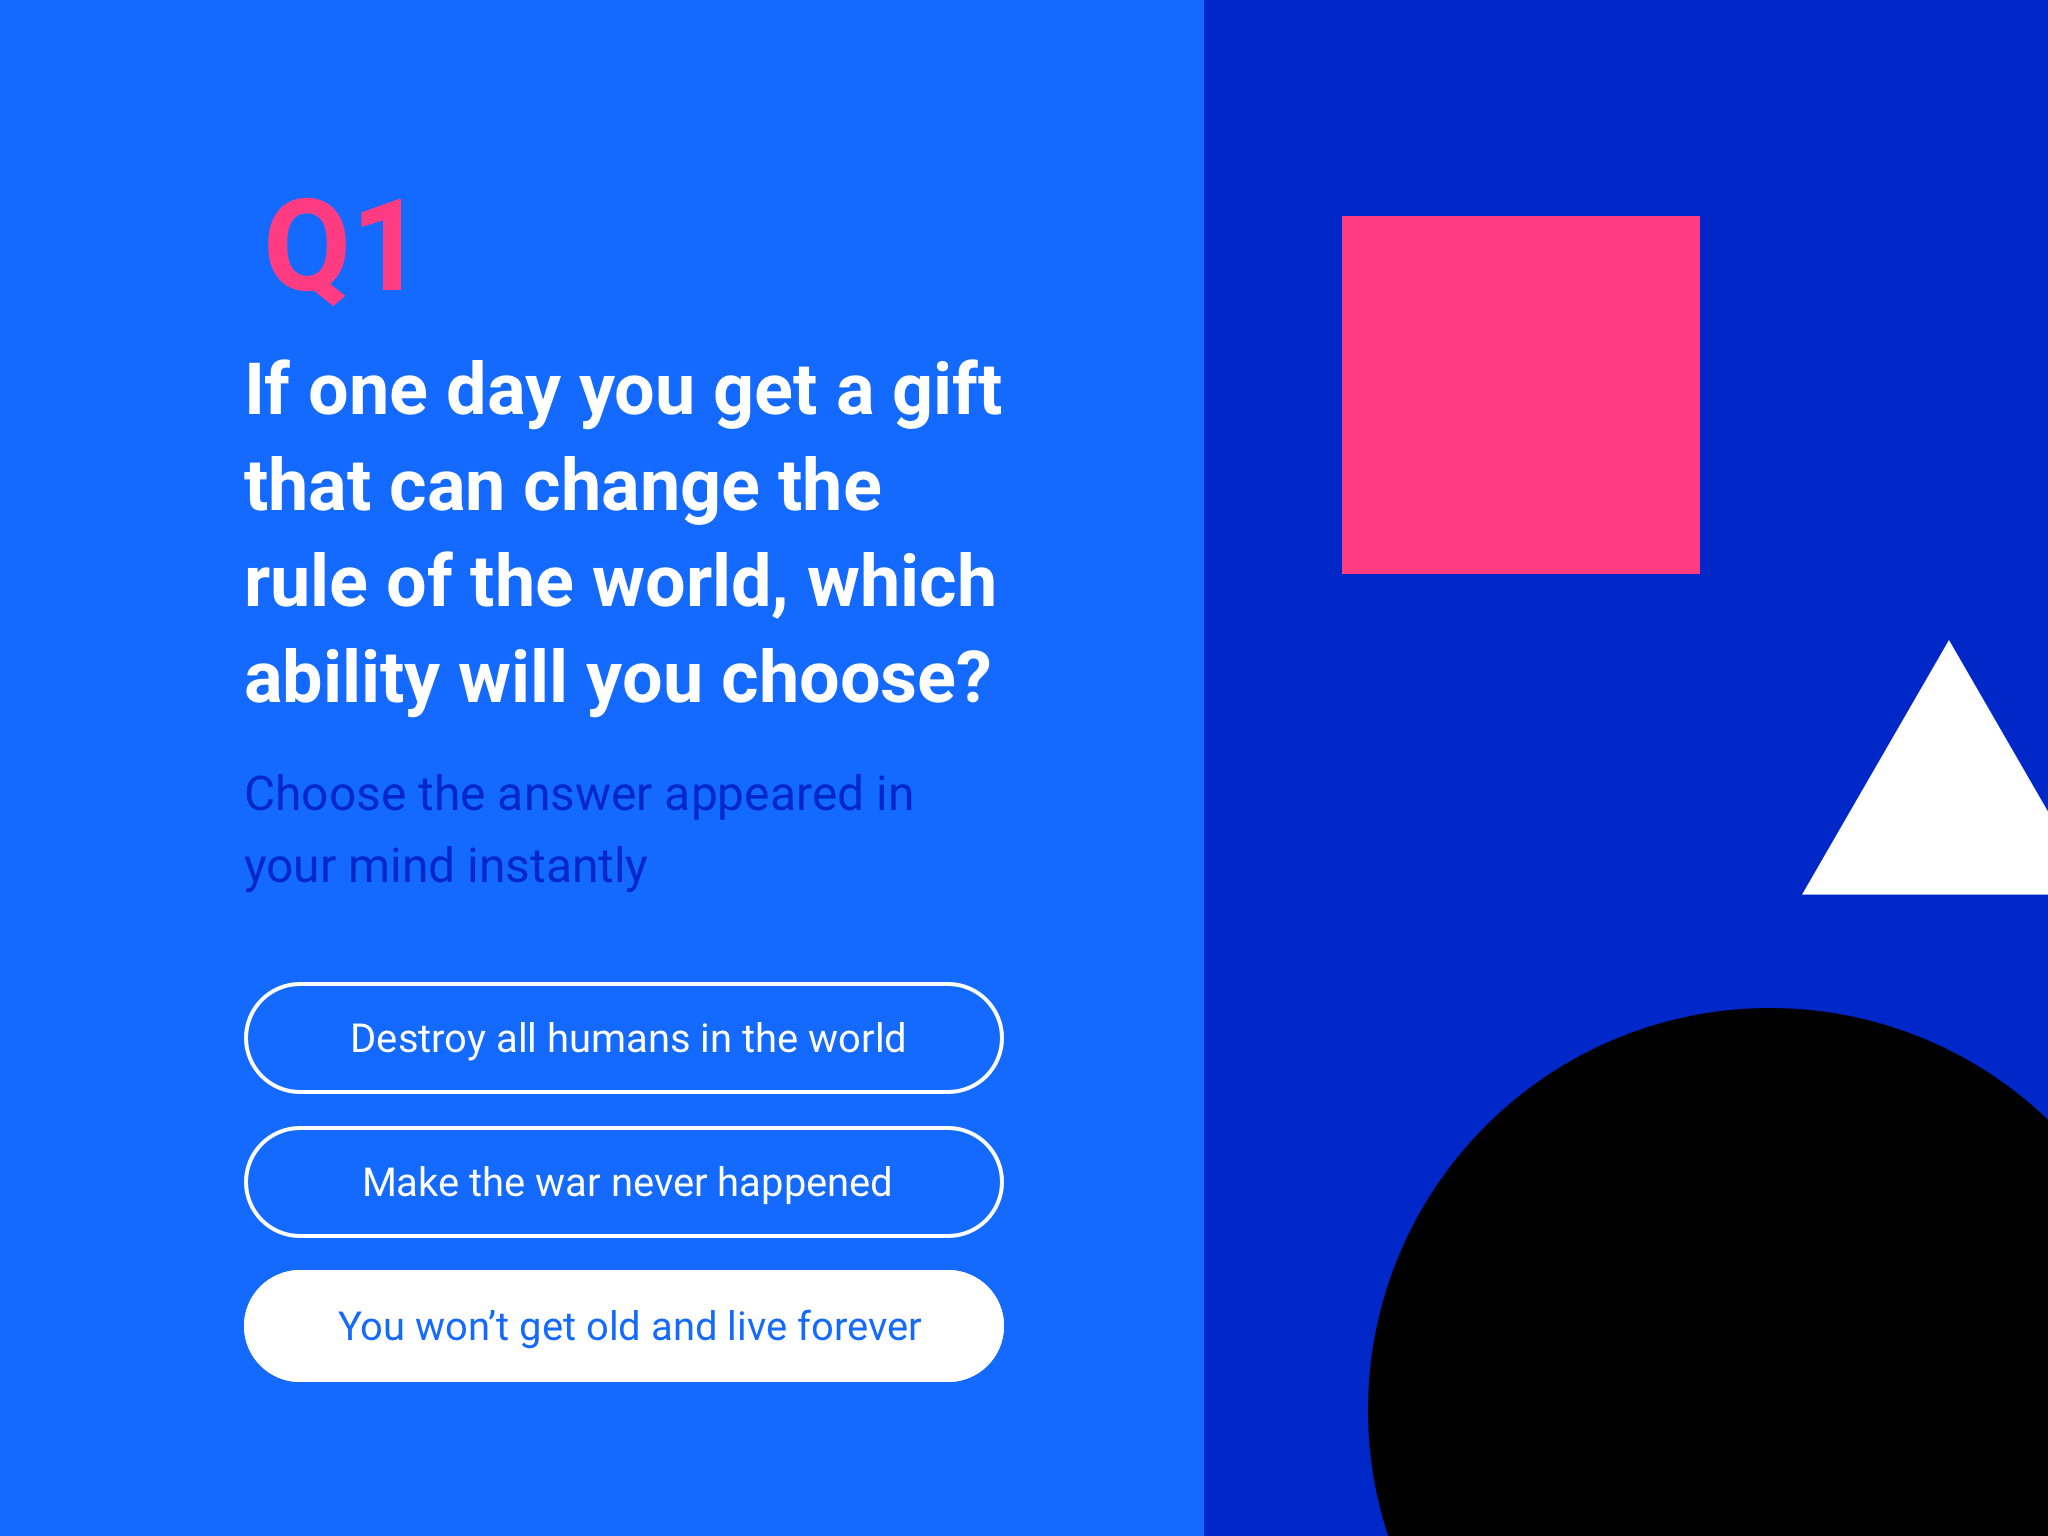 Q1
If one day you get a gift
that can change the
rule of the world, which
ability will you choose?
Choose the answer appeared in
your mind instantly
Destroy all humans in the world
Make the war never happened
You won’t get old and live forever